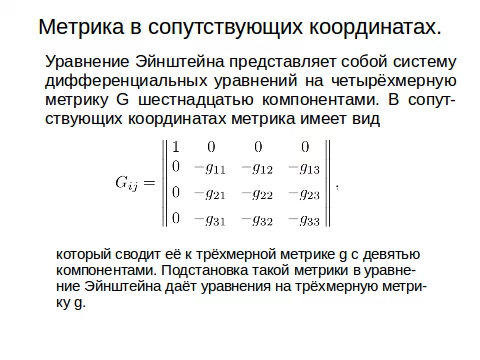 Метрика в сопутствующих координатах.
Уравнение Эйнштейна представляет собой систему
дифференциальных уравнений на четырёхмерную
метрику G шестнадцатью компонентами. В сопут-
ствующих координатах метрика имеет вид
1 0 0 0
0 −g₁₁ −g₁₂ −g₁₃
G_{ij} = 0 −g₂₁ −g₂₂ −g₂₃ ,
0 −g₃₁ −g₃₂ −g₃₃
который сводит её к трёхмерной метрике g с девятью
компонентами. Подстановка такой метрики в уравне-
ние Эйнштейна даёт уравнения на трёхмерную метри-
ку g.